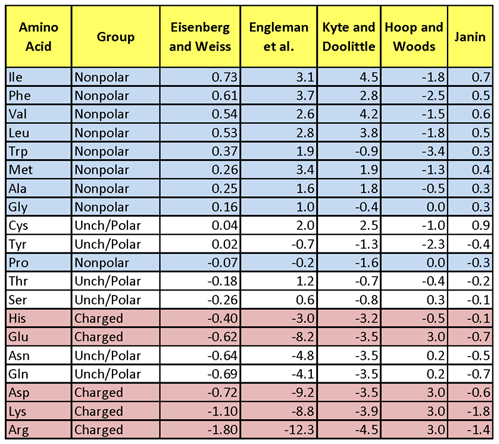 Amino Acid Group Eisenberg and Weiss Engleman et al. Kyte and Doolittle Hoop and Woods Janin
Ile Nonpolar 0.73 3.1 4.5 -1.8 0.7
Phe Nonpolar 0.61 3.7 2.8 -2.5 0.5
Val Nonpolar 0.54 2.6 4.2 -1.5 0.6
Leu Nonpolar 0.53 2.8 3.8 -1.8 0.5
Trp Nonpolar 0.37 1.9 -0.9 -3.4 0.3
Met Nonpolar 0.26 3.4 1.9 -1.3 0.4
Ala Nonpolar 0.25 1.6 1.8 -0.5 0.3
Gly Nonpolar 0.16 1.0 -0.4 0.0 0.3
Cys Unch/Polar 0.04 2.0 2.5 -1.0 0.9
Tyr Unch/Polar 0.02 -0.7 -1.3 -2.3 -0.4
Pro Nonpolar -0.07 -0.2 -1.6 0.0 -0.3
Thr Unch/Polar -0.18 1.2 -0.7 -0.4 -0.2
Ser Unch/Polar -0.26 0.6 -0.8 0.3 -0.1
His Charged -0.40 -3.0 -3.2 -0.5 -0.1
Glu Charged -0.62 -8.2 -3.5 3.0 -0.7
Asn Unch/Polar -0.64 -4.8 -3.5 0.2 -0.5
Gln Unch/Polar -0.69 -4.1 -3.5 0.2 -0.7
Asp Charged -0.72 -9.2 -3.5 3.0 -0.6
Lys Charged -1.10 -8.8 -3.9 3.0 -1.8
Arg Charged -1.80 -12.3 -4.5 3.0 -1.4